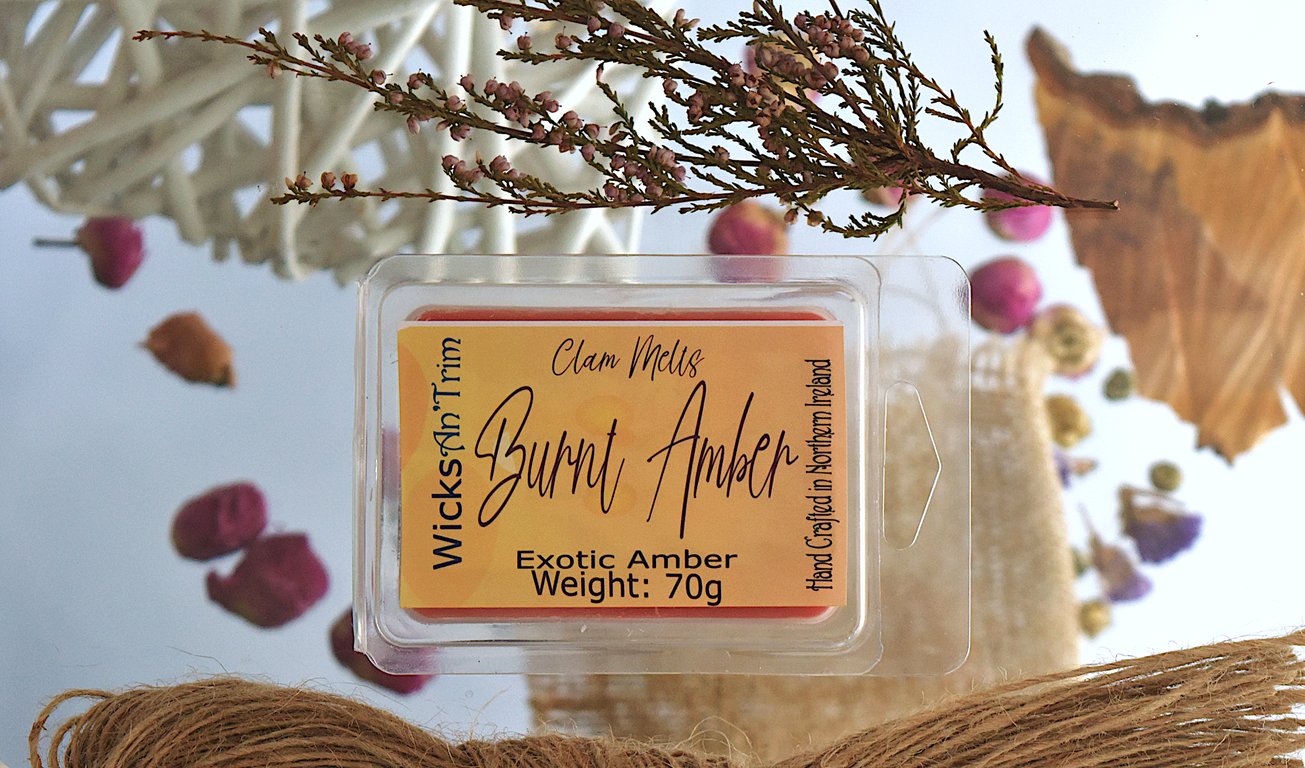 WicksAn'Trim
Clam Melts
Burnt Amber
Exotic Amber
Weight: 70g
Hand Crafted in Northern Ireland